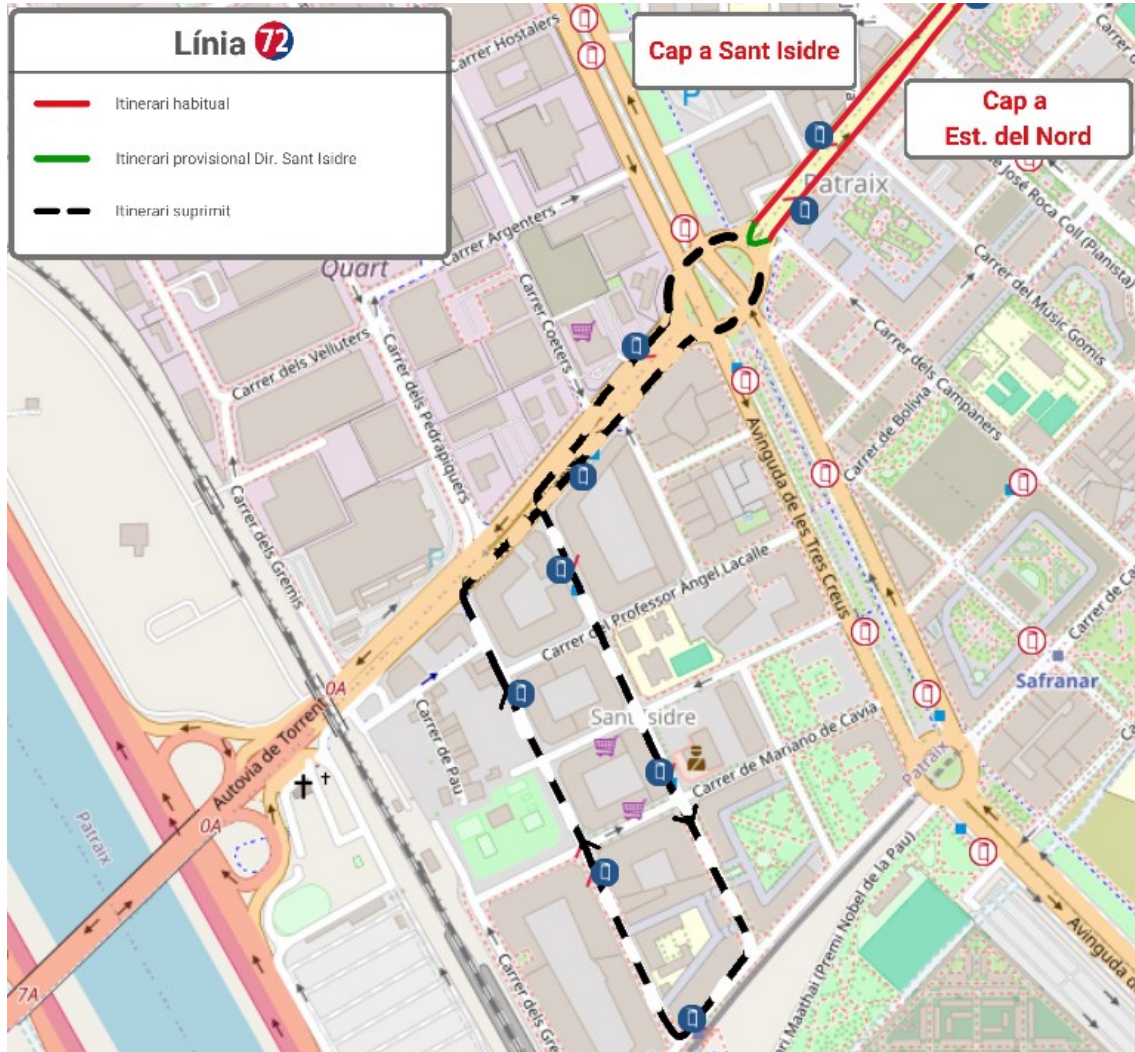 Línia 72
Itinerari habitual
Itinerari provisional Dir. Sant Isidre
Itinerari suprimit
Cap a Sant Isidre
Cap a
Est. del Nord
Carrer Hostalers
P
Patraix
de José Roca Coll (Pianista)
Carrer Argenters
Quart
Carrer Coeters
Carrer del Music Gomis
Carrer dels Velluters
Carrer dels Pedrapiquers
Carrer dels Campaners
Carrer de Bolívia
Avinguda de les Tres Creus
Carrer dels Gremis
Carrer del Professor Àngel Lacalle
Carrer de Ca
Safranar
0A
Autovia de Torrent
Carrer de Pau
Sant Isidre
Carrer de Mariano de Cavia
Patraix
0A
Patraix
7A
Carrer dels Gre
i Maathai (Premi Nobel de la Pau)
Avinguda d